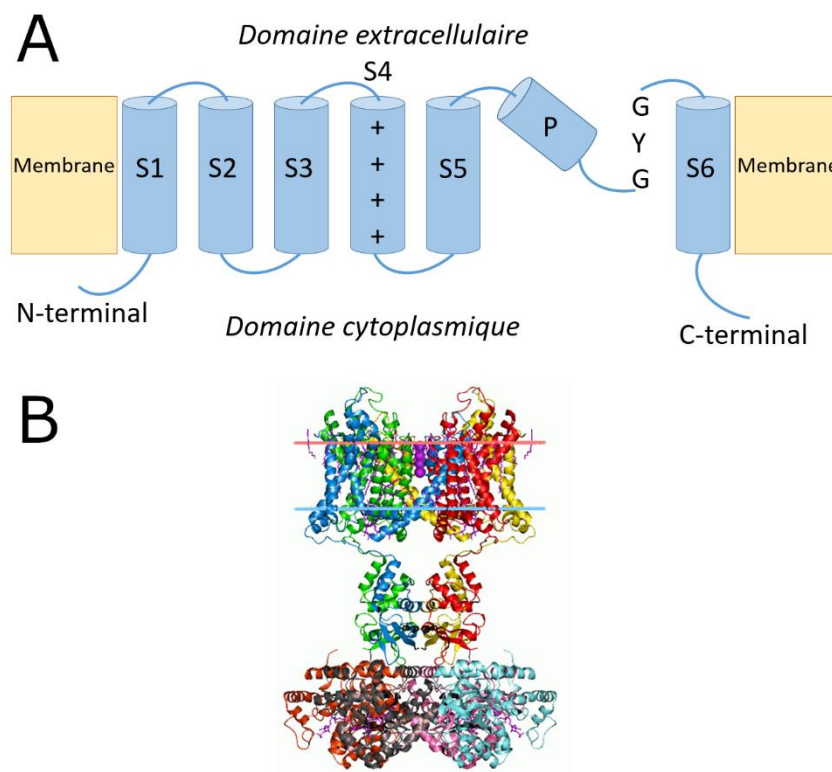 A
Domaine extracellulaire
S4
Membrane
S1
S2
S3
+
+
+
+
S5
P
G
Y
G
S6
Membrane
N-terminal
Domaine cytoplasmique
C-terminal
B